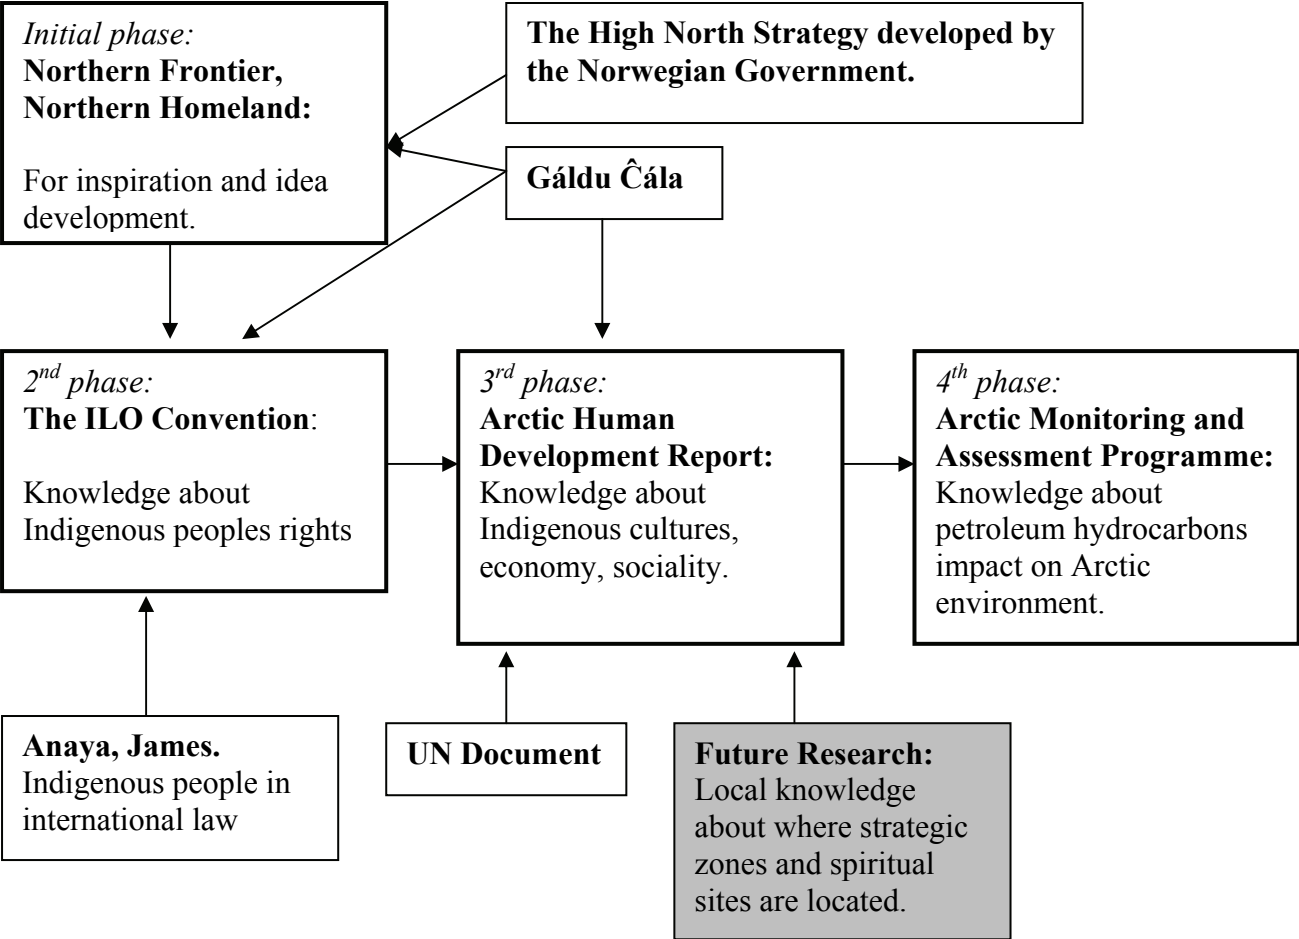 Initial phase:
Northern Frontier,
Northern Homeland:
For inspiration and idea
development.
The High North Strategy developed by
the Norwegian Government.
Gáldu Ĉála
2nd phase:
The ILO Convention:
Knowledge about
Indigenous peoples rights
3rd phase:
Arctic Human
Development Report:
Knowledge about
Indigenous cultures,
economy, sociality.
4th phase:
Arctic Monitoring and
Assessment Programme:
Knowledge about
petroleum hydrocarbons
impact on Arctic
environment.
Anaya, James.
Indigenous people in
international law
UN Document
Future Research:
Local knowledge
about where strategic
zones and spiritual
sites are located.